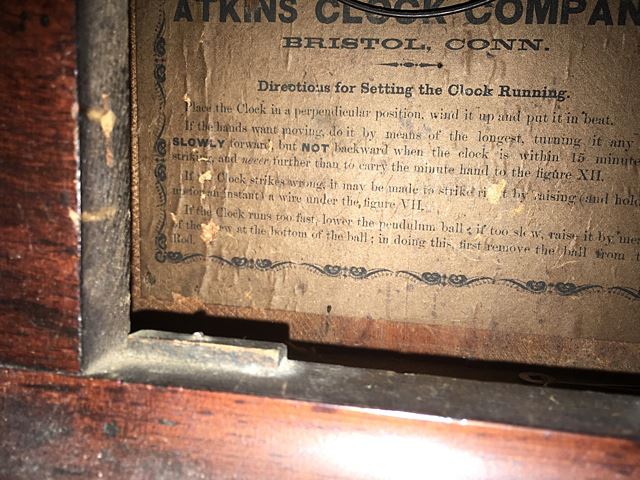 ATKINS CLOCK COMPAN
BRISTOL, CONN.
Directions for Setting the Clock Running.
Place the Clock in a perpendicular position, wind it up and put it in beat.
If the hands want moving, do it by means of the longest, turning it any
SLOWLY forward, but NOT backward when the clock is within 15 minute
striking, and never further than to carry the minute hand to the figure XII.
If the Clock strikes wrong, it may be made to strike right by raising (and hold
for an instant) a wire under the figure VII.
If the Clock runs too fast, lower the pendulum ball; if too slow, raise it by me
of the at the bottom of the ball; in doing this, first remove the ball from t
Rod.